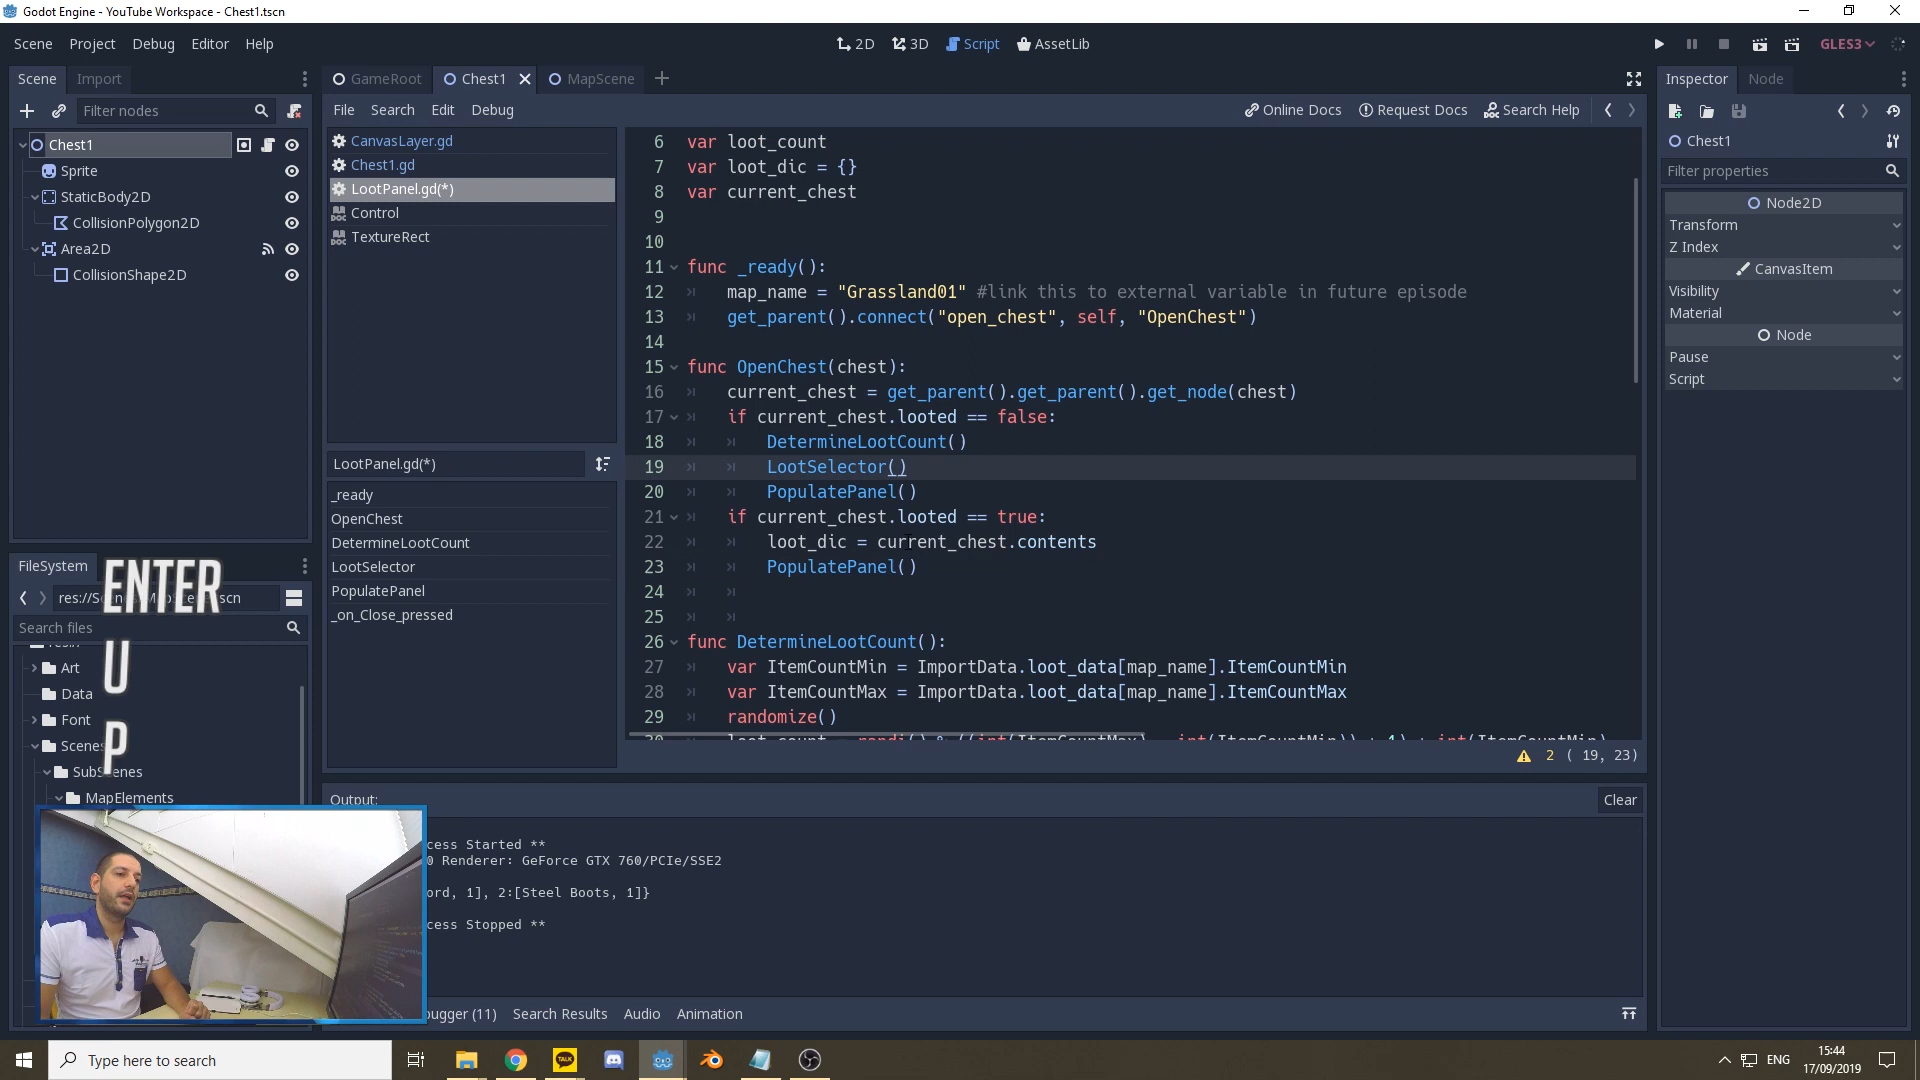 Godot Engine - YouTube Workspace - Chest1.tscn
Scene Project Debug Editor Help
2D 3D Script AssetLib
GLES3
Scene Import
GameRoot Chest1 MapScene
Inspector Node
Filter nodes
File Search Edit Debug
Online Docs Request Docs Search Help
Chest1
Sprite
StaticBody2D
CollisionPolygon2D
Area2D
CollisionShape2D
CanvasLayer.gd
Chest1.gd
LootPanel.gd(*)
Control
TextureRect
LootPanel.gd(*)
_ready
OpenChest
DetermineLootCount
LootSelector
PopulatePanel
_on_Close_pressed
6 var loot_count
7 var loot_dic = {}
8 var current_chest
9
10
11 func _ready():
12 map_name = "Grassland01" #link this to external variable in future episode
13 get_parent().connect("open_chest", self, "OpenChest")
14
15 func OpenChest(chest):
16 current_chest = get_parent().get_parent().get_node(chest)
17 if current_chest.looted == false:
18 DetermineLootCount()
19 LootSelector()
20 PopulatePanel()
21 if current_chest.looted == true:
22 loot_dic = current_chest.contents
23 PopulatePanel()
24
25
26 func DetermineLootCount():
27 var ItemCountMin = ImportData.loot_data[map_name].ItemCountMin
28 var ItemCountMax = ImportData.loot_data[map_name].ItemCountMax
29 randomize()
2 ( 19, 23)
Chest1
Filter properties
Node2D
Transform
Z Index
CanvasItem
Visibility
Material
Node
Pause
Script
FileSystem
Search files
Art
Data
Font
Scenes
SubScenes
MapElements
ENTER
U
P
Output:
Clear
cess Started **
0 Renderer: GeForce GTX 760/PCIe/SSE2
ord, 1], 2:[Steel Boots, 1]}
cess Stopped **
ugger (11) Search Results Audio Animation
Type here to search
TALK
ENG
15:44
17/09/2019